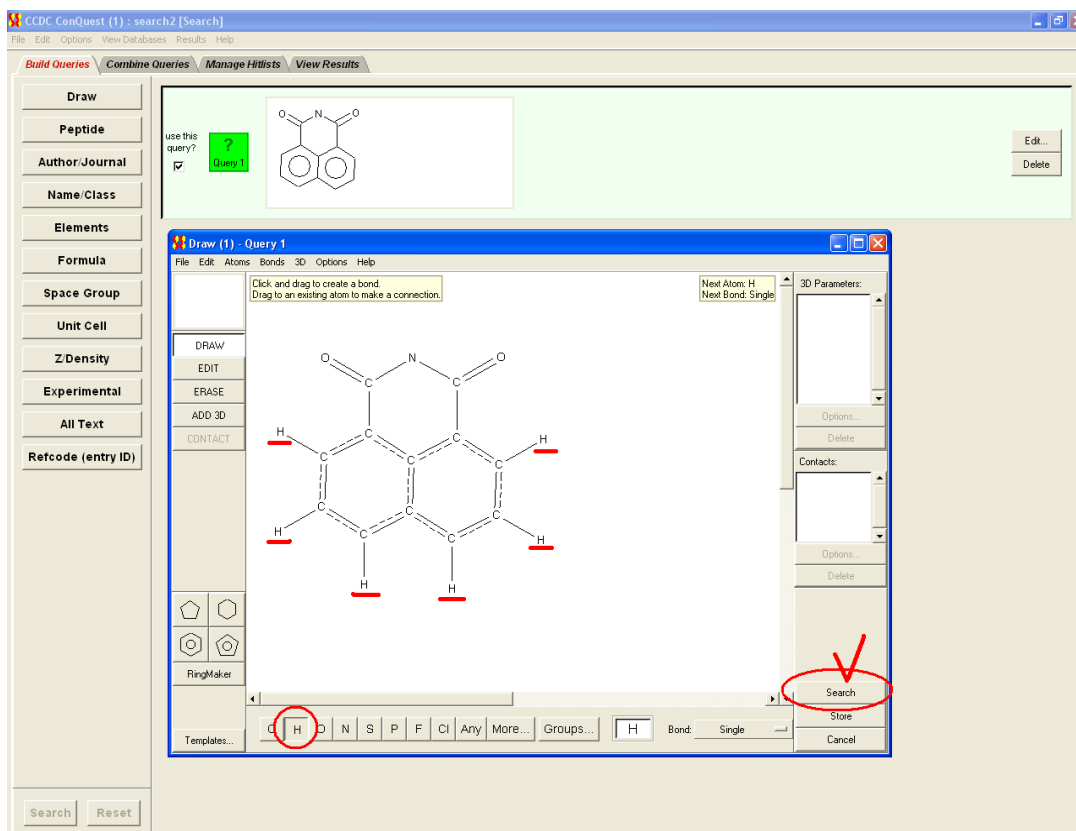 CCDC ConQuest (1) : search2 [Search]
File Edit Options View Databases Results Help
Build Queries Combine Queries Manage Hitlists View Results
Draw
Peptide
Author/Journal
Name/Class
Elements
Formula
Space Group
Unit Cell
Z/Density
Experimental
All Text
Refcode (entry ID)
Search Reset
use this
query?
?
Query 1
O N O
Edit...
Delete
Draw (1) - Query 1
File Edit Atoms Bonds 3D Options Help
Click and drag to create a bond.
Drag to an existing atom to make a connection.
Next Atom: H
Next Bond: Single
DRAW
EDIT
ERASE
ADD 3D
CONTACT
RingMaker
Templates...
O N O
C C
H C C H
C C C
C C C
H C C H
H H
C H O N S P F Cl Any More... Groups... H Bond: Single
3D Parameters:
Options...
Delete
Contacts:
Options...
Delete
Search
Store
Cancel